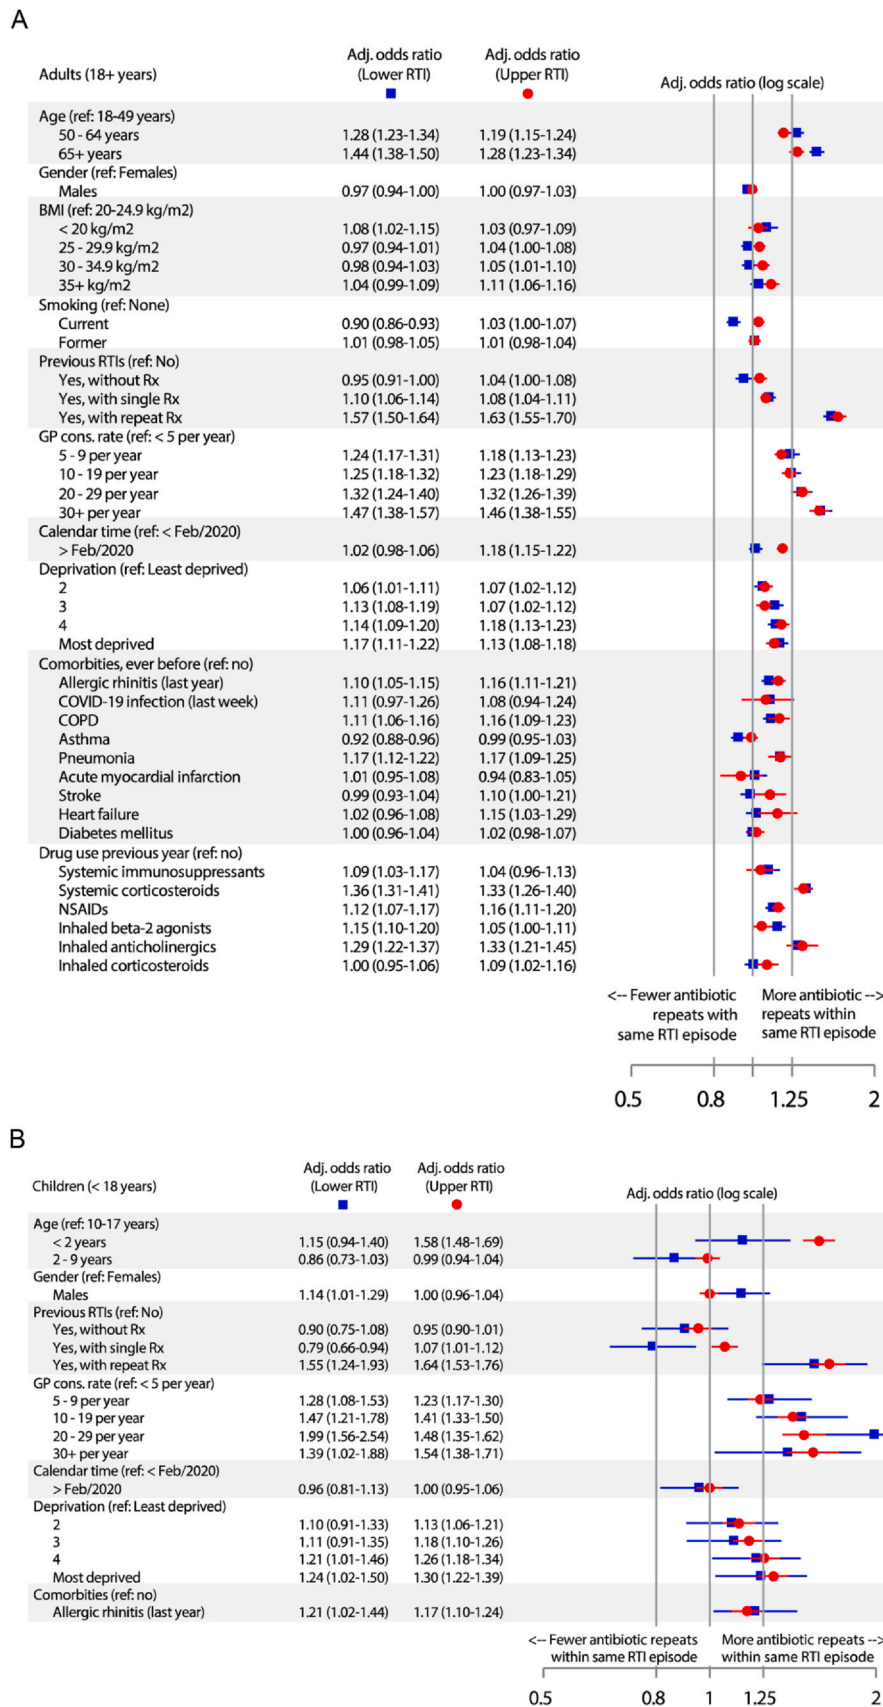 A
Adj. odds ratio Adj. odds ratio
Adults (18+ years) (Lower RTI) (Upper RTI) Adj. odds ratio (log scale)
Age (ref: 18-49 years)
50 - 64 years 1.28 (1.23-1.34) 1.19 (1.15-1.24)
65+ years 1.44 (1.38-1.50) 1.28 (1.23-1.34)
Gender (ref: Females)
Males 0.97 (0.94-1.00) 1.00 (0.97-1.03)
BMI (ref: 20-24.9 kg/m2)
< 20 kg/m2 1.08 (1.02-1.15) 1.03 (0.97-1.09)
25 - 29.9 kg/m2 0.97 (0.94-1.01) 1.04 (1.00-1.08)
30 - 34.9 kg/m2 0.98 (0.94-1.03) 1.05 (1.01-1.10)
35+ kg/m2 1.04 (0.99-1.09) 1.11 (1.06-1.16)
Smoking (ref: None)
Current 0.90 (0.86-0.93) 1.03 (1.00-1.07)
Former 1.01 (0.98-1.05) 1.01 (0.98-1.04)
Previous RTIs (ref: No)
Yes, without Rx 0.95 (0.91-1.00) 1.04 (1.00-1.08)
Yes, with single Rx 1.10 (1.06-1.14) 1.08 (1.04-1.11)
Yes, with repeat Rx 1.57 (1.50-1.64) 1.63 (1.55-1.70)
GP cons. rate (ref: < 5 per year)
5 - 9 per year 1.24 (1.17-1.31) 1.18 (1.13-1.23)
10 - 19 per year 1.25 (1.18-1.32) 1.23 (1.18-1.29)
20 - 29 per year 1.32 (1.24-1.40) 1.32 (1.26-1.39)
30+ per year 1.47 (1.38-1.57) 1.46 (1.38-1.55)
Calendar time (ref: < Feb/2020)
> Feb/2020 1.02 (0.98-1.06) 1.18 (1.15-1.22)
Deprivation (ref: Least deprived)
2 1.06 (1.01-1.11) 1.07 (1.02-1.12)
3 1.13 (1.08-1.19) 1.07 (1.02-1.12)
4 1.14 (1.09-1.20) 1.18 (1.13-1.23)
Most deprived 1.17 (1.11-1.22) 1.13 (1.08-1.18)
Comorbities, ever before (ref: no)
Allergic rhinitis (last year) 1.10 (1.05-1.15) 1.16 (1.11-1.21)
COVID-19 infection (last week) 1.11 (0.97-1.26) 1.08 (0.94-1.24)
COPD 1.11 (1.06-1.16) 1.16 (1.09-1.23)
Asthma 0.92 (0.88-0.96) 0.99 (0.95-1.03)
Pneumonia 1.17 (1.12-1.22) 1.17 (1.09-1.25)
Acute myocardial infarction 1.01 (0.95-1.08) 0.94 (0.83-1.05)
Stroke 0.99 (0.93-1.04) 1.10 (1.00-1.21)
Heart failure 1.02 (0.96-1.08) 1.15 (1.03-1.29)
Diabetes mellitus 1.00 (0.96-1.04) 1.02 (0.98-1.07)
Drug use previous year (ref: no)
Systemic immunosuppressants 1.09 (1.03-1.17) 1.04 (0.96-1.13)
Systemic corticosteroids 1.36 (1.31-1.41) 1.33 (1.26-1.40)
NSAIDs 1.12 (1.07-1.17) 1.16 (1.11-1.20)
Inhaled beta-2 agonists 1.15 (1.10-1.20) 1.05 (1.00-1.11)
Inhaled anticholinergics 1.29 (1.22-1.37) 1.33 (1.21-1.45)
Inhaled corticosteroids 1.00 (0.95-1.06) 1.09 (1.02-1.16)
<-- Fewer antibiotic More antibiotic -->
repeats with repeats within
same RTI episode same RTI episode
0.5 0.8 1.25 2
B
Adj. odds ratio Adj. odds ratio
Children (< 18 years) (Lower RTI) (Upper RTI) Adj. odds ratio (log scale)
Age (ref: 10-17 years)
< 2 years 1.15 (0.94-1.40) 1.58 (1.48-1.69)
2 - 9 years 0.86 (0.73-1.03) 0.99 (0.94-1.04)
Gender (ref: Females)
Males 1.14 (1.01-1.29) 1.00 (0.96-1.04)
Previous RTIs (ref: No)
Yes, without Rx 0.90 (0.75-1.08) 0.95 (0.90-1.01)
Yes, with single Rx 0.79 (0.66-0.94) 1.07 (1.01-1.12)
Yes, with repeat Rx 1.55 (1.24-1.93) 1.64 (1.53-1.76)
GP cons. rate (ref: < 5 per year)
5 - 9 per year 1.28 (1.08-1.53) 1.23 (1.17-1.30)
10 - 19 per year 1.47 (1.21-1.78) 1.41 (1.33-1.50)
20 - 29 per year 1.99 (1.56-2.54) 1.48 (1.35-1.62)
30+ per year 1.39 (1.02-1.88) 1.54 (1.38-1.71)
Calendar time (ref: < Feb/2020)
> Feb/2020 0.96 (0.81-1.13) 1.00 (0.95-1.06)
Deprivation (ref: Least deprived)
2 1.10 (0.91-1.33) 1.13 (1.06-1.21)
3 1.11 (0.91-1.35) 1.18 (1.10-1.26)
4 1.21 (1.01-1.46) 1.26 (1.18-1.34)
Most deprived 1.24 (1.02-1.50) 1.30 (1.22-1.39)
Comorbities (ref: no)
Allergic rhinitis (last year) 1.21 (1.02-1.44) 1.17 (1.10-1.24)
<-- Fewer antibiotic repeats More antibiotic repeats -->
within same RTI episode within same RTI episode
0.5 0.8 1 1.25 2